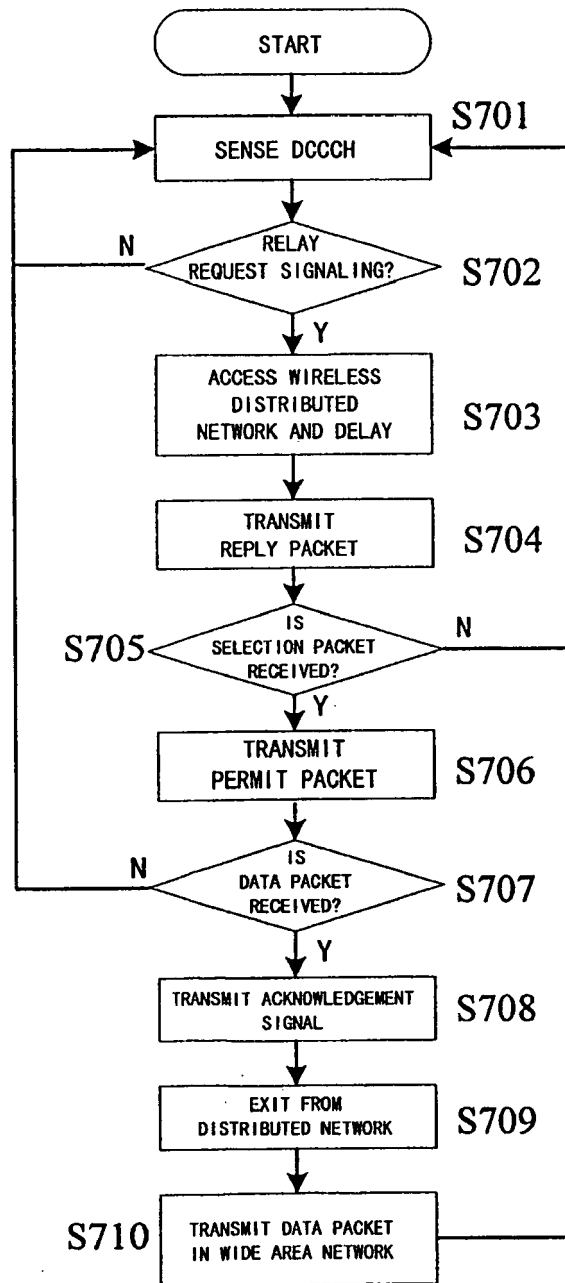 START
S701
SENSE DCCCH
N
RELAY
REQUEST SIGNALING?
S702
Y
ACCESS WIRELESS
DISTRIBUTED
NETWORK AND DELAY
S703
TRANSMIT
REPLY PACKET
S704
S705
IS
SELECTION PACKET
RECEIVED?
N
Y
TRANSMIT
PERMIT PACKET
S706
N
IS
DATA PACKET
RECEIVED?
S707
Y
TRANSMIT ACKNOWLEDGEMENT
SIGNAL
S708
EXIT FROM
DISTRIBUTED NETWORK
S709
S710
TRANSMIT DATA PACKET
IN WIDE AREA NETWORK